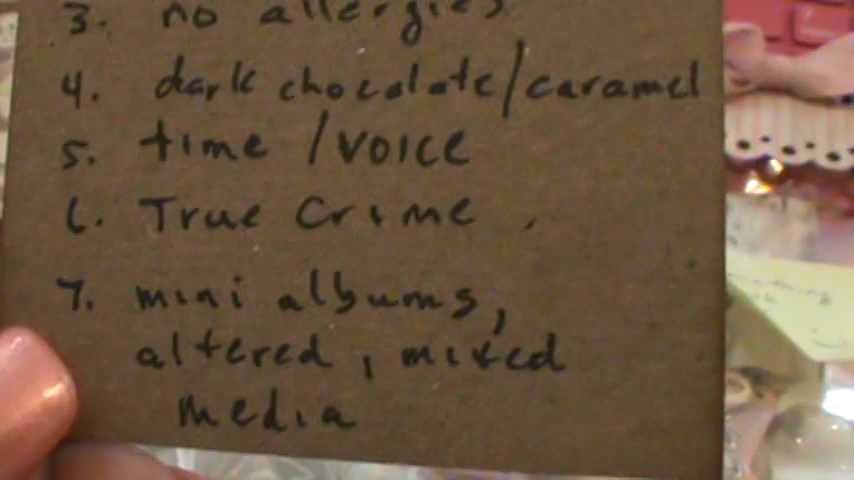 3. no allergies
4. dark chocolate/caramel
5. time /VOICE
6. True Crime
7. mini albums,
altered, mixed
media